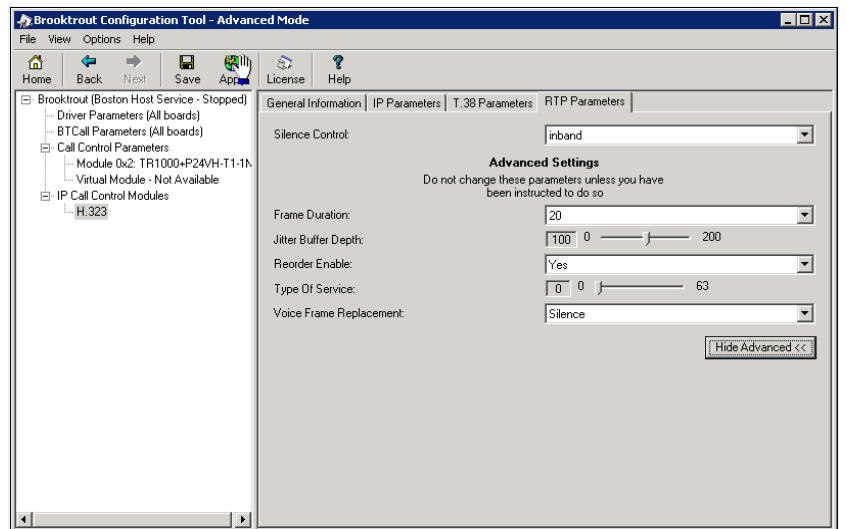 Brooktrout Configuration Tool - Advanced Mode
File View Options Help
Home Back Next Save Apply License Help
Brooktrout (Boston Host Service - Stopped)
Driver Parameters (All boards)
BTCall Parameters (All boards)
Call Control Parameters
Module 0x2: TR1000+P24VH-T1-1N
Virtual Module - Not Available
IP Call Control Modules
H.323
General Information IP Parameters T.38 Parameters RTP Parameters
Silence Control: inband
Advanced Settings
Do not change these parameters unless you have
been instructed to do so
Frame Duration: 20
Jitter Buffer Depth: 100 0 200
Reorder Enable: Yes
Type Of Service: 0 0 63
Voice Frame Replacement: Silence
Hide Advanced <<